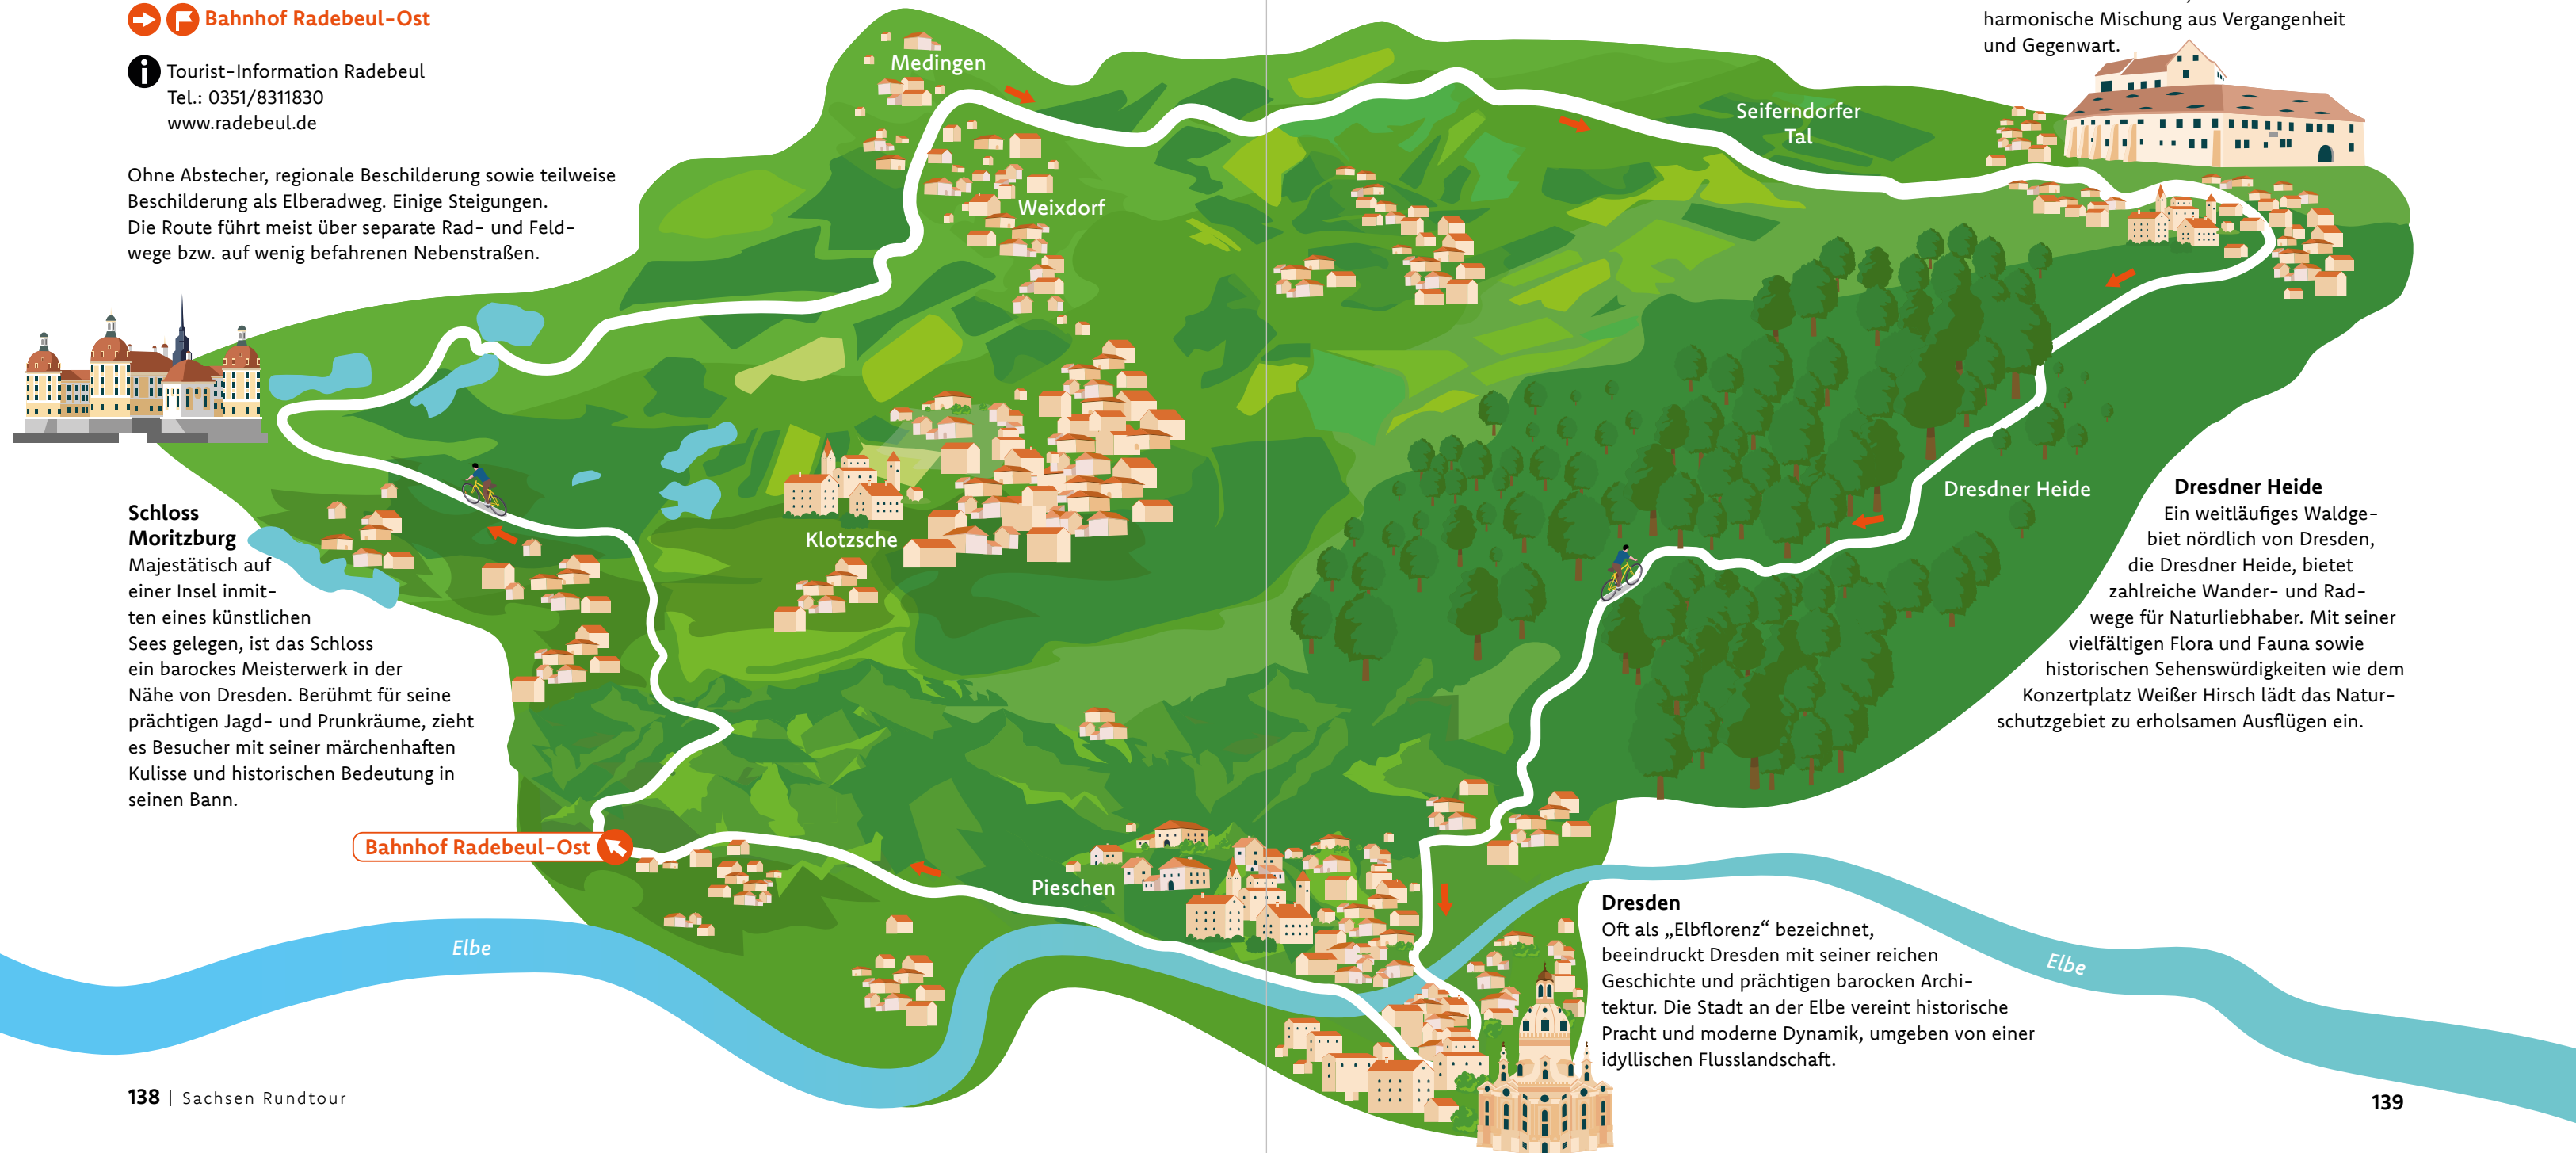 Bahnhof Radebeul-Ost
Tourist-Information Radebeul
Tel.: 0351/8311830
www.radebeul.de
Ohne Abstecher, regionale Beschilderung sowie teilweise
Beschilderung als Elberadweg. Einige Steigungen.
Die Route führt meist über separate Rad- und Feld-
wege bzw. auf wenig befahrenen Nebenstraßen.
harmonische Mischung aus Vergangenheit
und Gegenwart.
Medingen
Weixdorf
Seiferndorfer
Tal
Klotzsche
Dresdner Heide
Schloss
Moritzburg
Majestätisch auf
einer Insel inmit-
ten eines künstlichen
Sees gelegen, ist das Schloss
ein barockes Meisterwerk in der
Nähe von Dresden. Berühmt für seine
prächtigen Jagd- und Prunkräume, zieht
es Besucher mit seiner märchenhaften
Kulisse und historischen Bedeutung in
seinen Bann.
Dresdner Heide
Ein weitläufiges Waldge-
biet nördlich von Dresden,
die Dresdner Heide, bietet
zahlreiche Wander- und Rad-
wege für Naturliebhaber. Mit seiner
vielfältigen Flora und Fauna sowie
historischen Sehenswürdigkeiten wie dem
Konzertplatz Weißer Hirsch lädt das Natur-
schutzgebiet zu erholsamen Ausflügen ein.
Bahnhof Radebeul-Ost
Pieschen
Elbe
Dresden
Oft als „Elbflorenz“ bezeichnet,
beeindruckt Dresden mit seiner reichen
Geschichte und prächtigen barocken Archi-
tektur. Die Stadt an der Elbe vereint historische
Pracht und moderne Dynamik, umgeben von einer
idyllischen Flusslandschaft.
Elbe
138 | Sachsen Rundtour
139